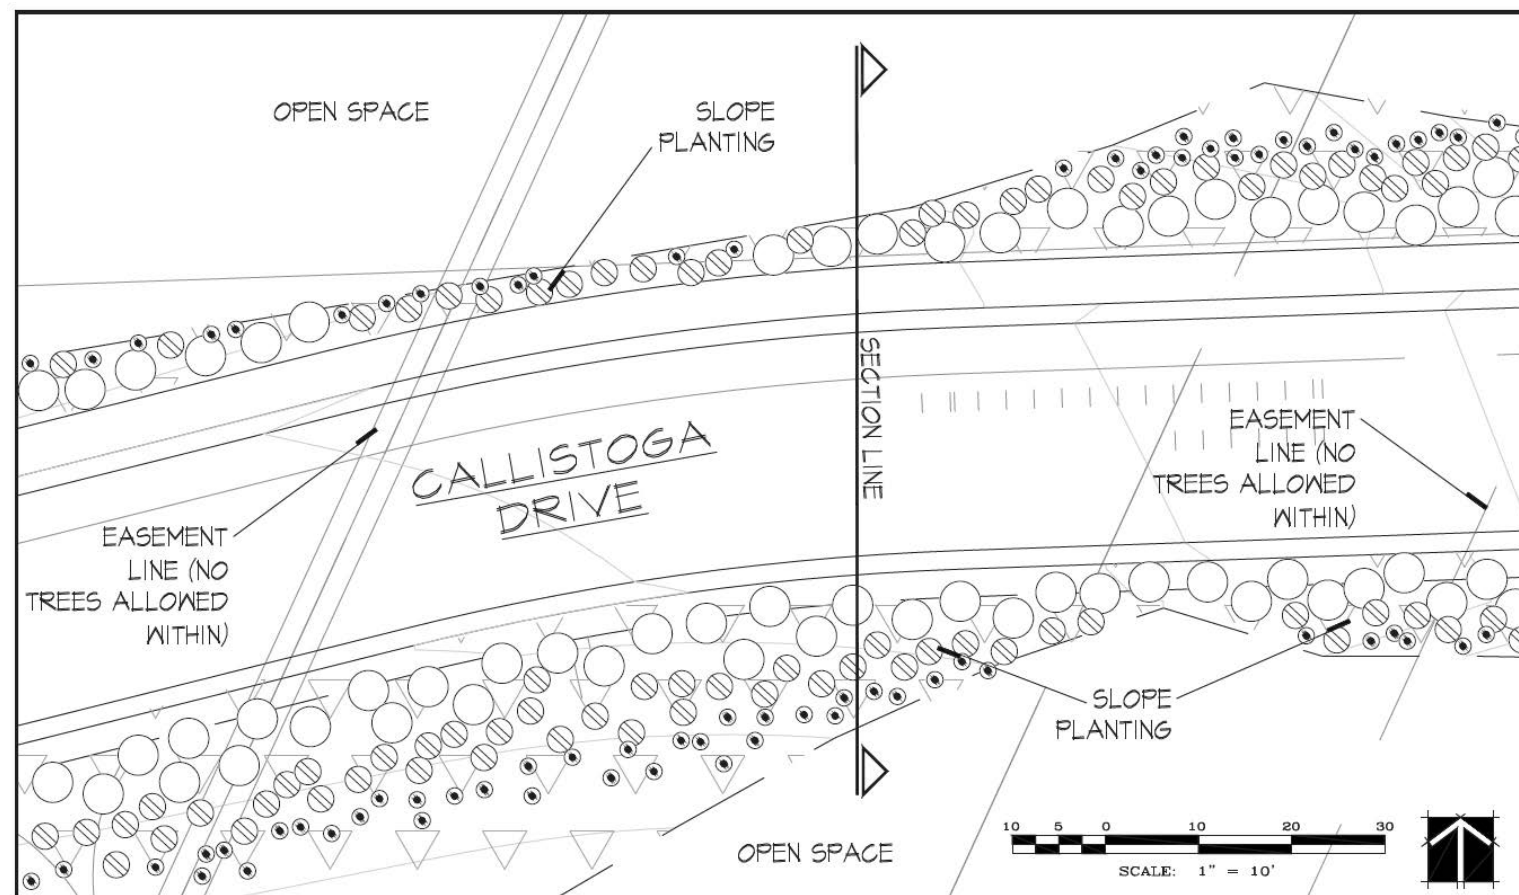 OPEN SPACE
SLOPE
PLANTING
SECTION LINE
CALLISTOGA
DRIVE
EASEMENT
LINE (NO
TREES ALLOWED
WITHIN)
EASEMENT
LINE (NO
TREES ALLOWED
WITHIN)
SLOPE
PLANTING
OPEN SPACE
10 5 0 10 20 30
SCALE: 1" = 10'